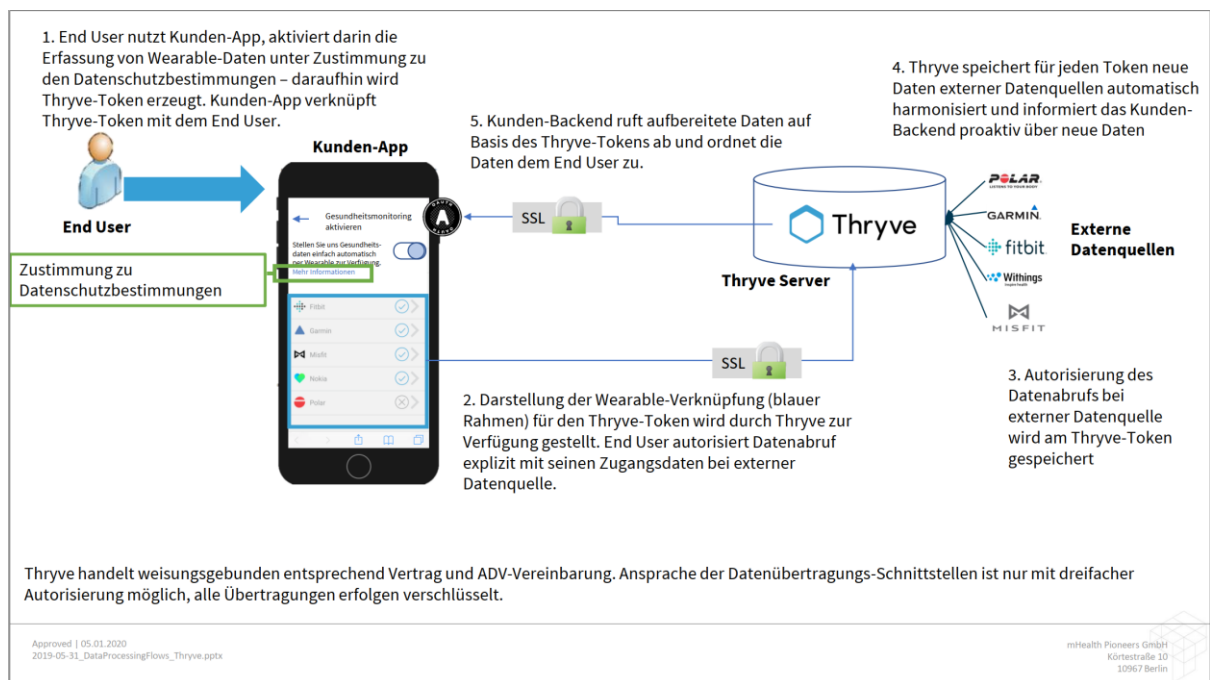 1. End User nutzt Kunden-App, aktiviert darin die
Erfassung von Wearable-Daten unter Zustimmung zu
den Datenschutzbestimmungen – daraufhin wird
Thryve-Token erzeugt. Kunden-App verknüpft
Thryve-Token mit dem End User.
End User
Kunden-App
Gesundheitsmonitoring
aktivieren
Stellen Sie uns Gesundheits-
daten einfach automatisch
per Wearable zur Verfügung.
Mehr Informationen
Zustimmung zu
Datenschutzbestimmungen
Fitbit
Garmin
Misfit
Nokia
Polar
5. Kunden-Backend ruft aufbereitete Daten auf
Basis des Thryve-Tokens ab und ordnet die
Daten dem End User zu.
OAUTH
SSL
Thryve
Thryve Server
SSL
2. Darstellung der Wearable-Verknüpfung (blauer
Rahmen) für den Thryve-Token wird durch Thryve zur
Verfügung gestellt. End User autorisiert Datenabruf
explizit mit seinen Zugangsdaten bei externer
Datenquelle.
4. Thryve speichert für jeden Token neue
Daten externer Datenquellen automatisch
harmonisiert und informiert das Kunden-
Backend proaktiv über neue Daten
POLAR
LISTEN TO YOUR BODY
GARMIN
fitbit
Withings
MISFIT
Externe
Datenquellen
3. Autorisierung des
Datenabrufs bei
externer Datenquelle
wird am Thryve-Token
gespeichert
Thryve handelt weisungsgebunden entsprechend Vertrag und ADV-Vereinbarung. Ansprache der Datenübertragungs-Schnittstellen ist nur mit dreifacher
Autorisierung möglich, alle Übertragungen erfolgen verschlüsselt.
Approved | 05.01.2020
2019-05-31_DataProcessingFlows_Thryve.pptx
mHealth Pioneers GmbH
Körtestraße 10
10967 Berlin